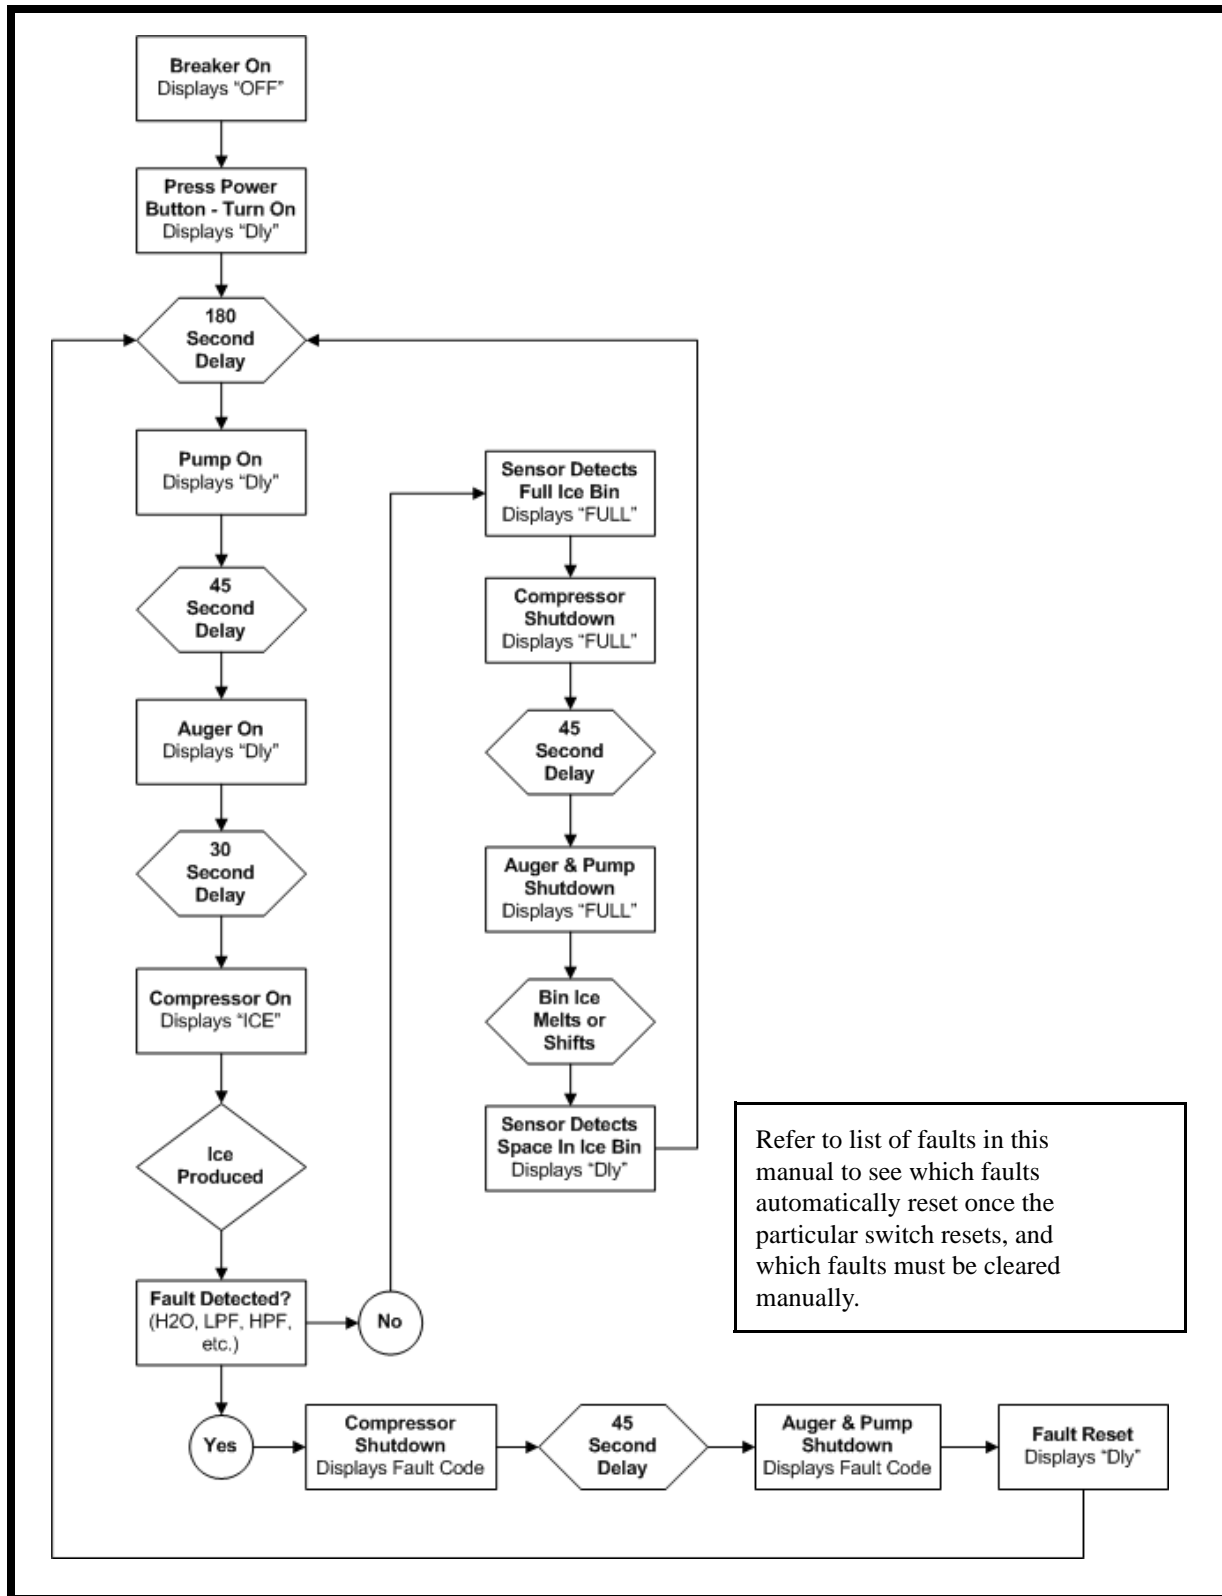 Breaker On
Displays “OFF”
Press Power
Button - Turn On
Displays “Dly”
180
Second
Delay
Pump On
Displays “Dly”
45
Second
Delay
Auger On
Displays “Dly”
30
Second
Delay
Compressor On
Displays “ICE”
Ice
Produced
Fault Detected?
(H2O, LPF, HPF,
etc.)
No
Sensor Detects
Full Ice Bin
Displays “FULL”
Compressor
Shutdown
Displays “FULL”
45
Second
Delay
Auger & Pump
Shutdown
Displays “FULL”
Bin Ice
Melts or
Shifts
Sensor Detects
Space In Ice Bin
Displays “Dly”
Refer to list of faults in this
manual to see which faults
automatically reset once the
particular switch resets, and
which faults must be cleared
manually.
Yes
Compressor
Shutdown
Displays Fault Code
45
Second
Delay
Auger & Pump
Shutdown
Displays Fault Code
Fault Reset
Displays “Dly”